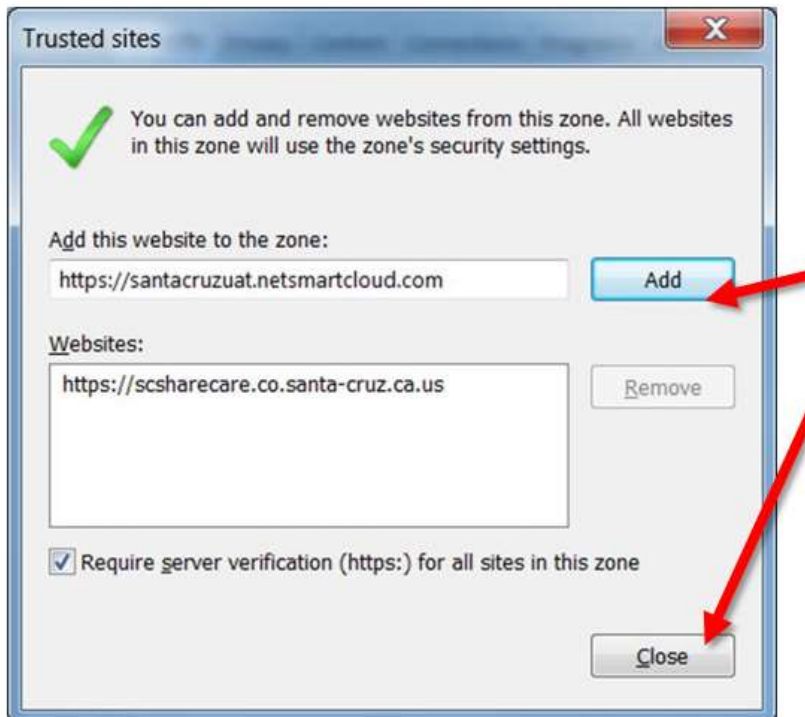 Trusted sites
You can add and remove websites from this zone. All websites
in this zone will use the zone's security settings.
Add this website to the zone:
https://santacruzuat.netsmartcloud.com
Add
Websites:
https://scsharecare.co.santa-cruz.ca.us
Remove
Require server verification (https:) for all sites in this zone
Close